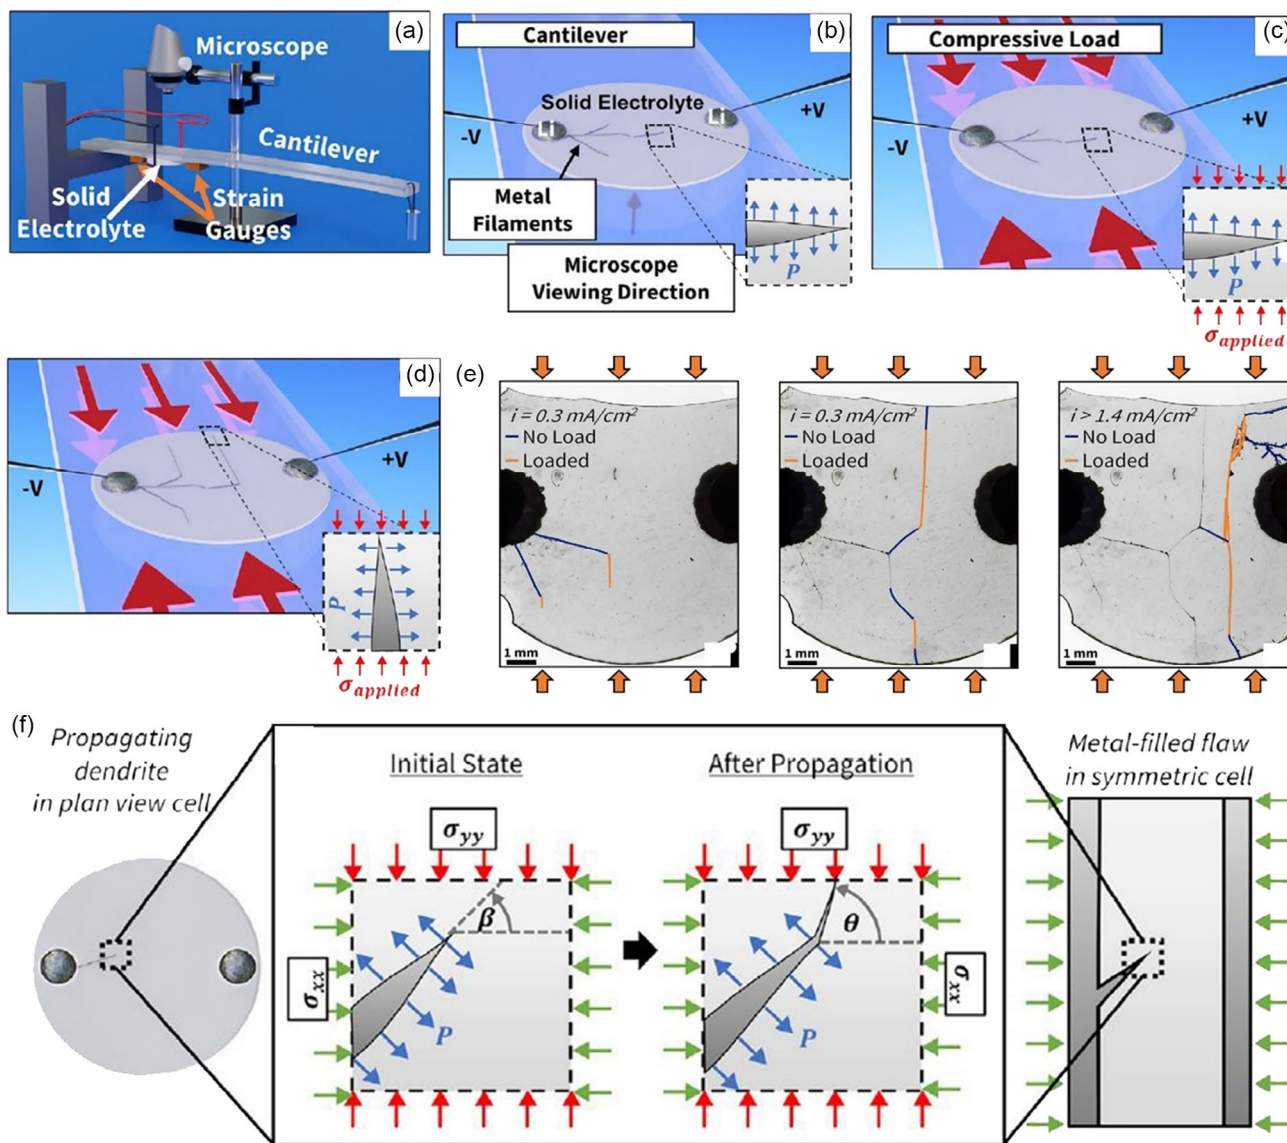 (a)
Microscope
Cantilever
Solid
Electrolyte
Strain
Gauges
(b)
Cantilever
Solid Electrolyte
Li
Li
-V
+V
Metal
Filaments
Microscope
Viewing Direction
P
(c)
Compressive Load
-V
+V
P
σapplied
(d)
-V
+V
P
σapplied
(e)
i = 0.3 mA/cm²
No Load
Loaded
1 mm
i = 0.3 mA/cm²
No Load
Loaded
1 mm
i > 1.4 mA/cm²
No Load
Loaded
1 mm
(f)
Propagating
dendrite
in plan view cell
Initial State
σyy
β
σxx
P
After Propagation
σyy
θ
σxx
P
Metal-filled flaw
in symmetric cell